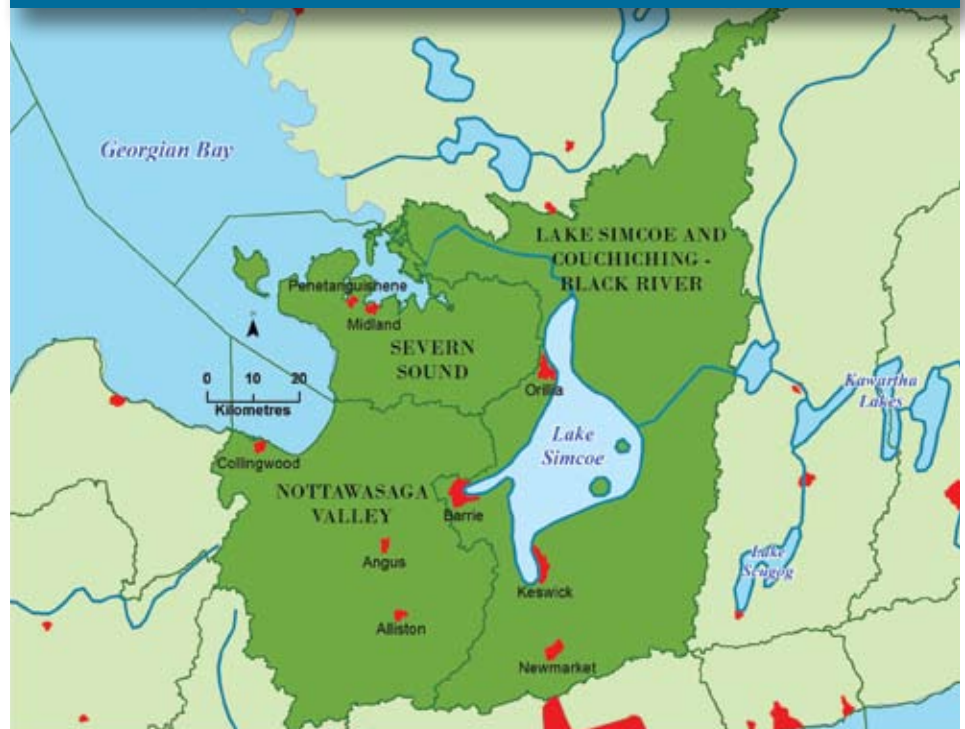 Georgian Bay
LAKE SIMCOE AND
COUCHICHING -
BLACK RIVER
Penetanguishene
Midland
SEVERN
SOUND
0 10 20
Kilometres
Orillia
Kawartha
Lakes
Lake
Simcoe
Collingwood
NOTTAWASAGA
VALLEY
Barrie
Angus
Lake
Scugog
Keswick
Alliston
Newmarket